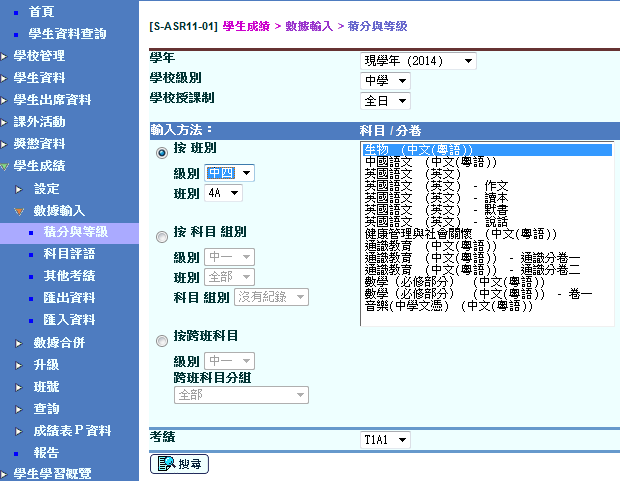 首頁
學生資料查詢
學校管理
學生資料
學生出席資料
課外活動
獎懲資料
學生成績
設定
數據輸入
積分與等級
科目評語
其他考績
匯出資料
匯入資料
數據合併
升級
班號
查詢
成績表P資料
報告
學生學習概覽
[S-ASR11-01] 學生成績 > 數據輸入 > 積分與等級
學年 現學年 (2014)
學校級別 中學
學校授課制 全日
輸入方法： 科目 / 分卷
按 班別
級別 中四
班別 4A
按 科目 組別
級別 中一
班別 全部
科目 組別 沒有紀錄
按跨班科目
級別 中一
跨班科目分組
全部
生物 (中文(粵語))
中國語文 (中文(粵語))
英國語文 (英文)
英國語文 (英文) - 作文
英國語文 (英文) - 讀本
英國語文 (英文) - 默書
英國語文 (英文) - 說話
健康管理與社會關懷 (中文(粵語))
通識教育 (中文(粵語))
通識教育 (中文(粵語)) - 通識分卷一
通識教育 (中文(粵語)) - 通識分卷二
數學 (必修部分) (中文(粵語))
數學 (必修部分) (中文(粵語)) - 卷一
音樂(中學文憑) (中文(粵語))
考績 T1A1
搜尋